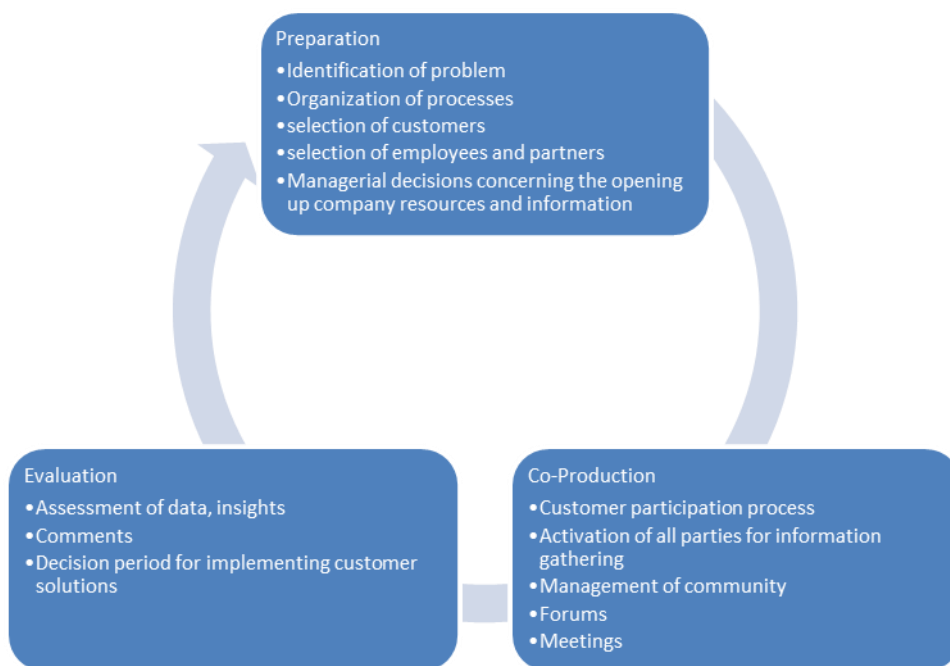 Preparation
•Identification of problem
•Organization of processes
•selection of customers
•selection of employees and partners
•Managerial decisions concerning the opening
up company resources and information
Evaluation
•Assessment of data, insights
•Comments
•Decision period for implementing customer
solutions
Co-Production
•Customer participation process
•Activation of all parties for information
gathering
•Management of community
•Forums
•Meetings